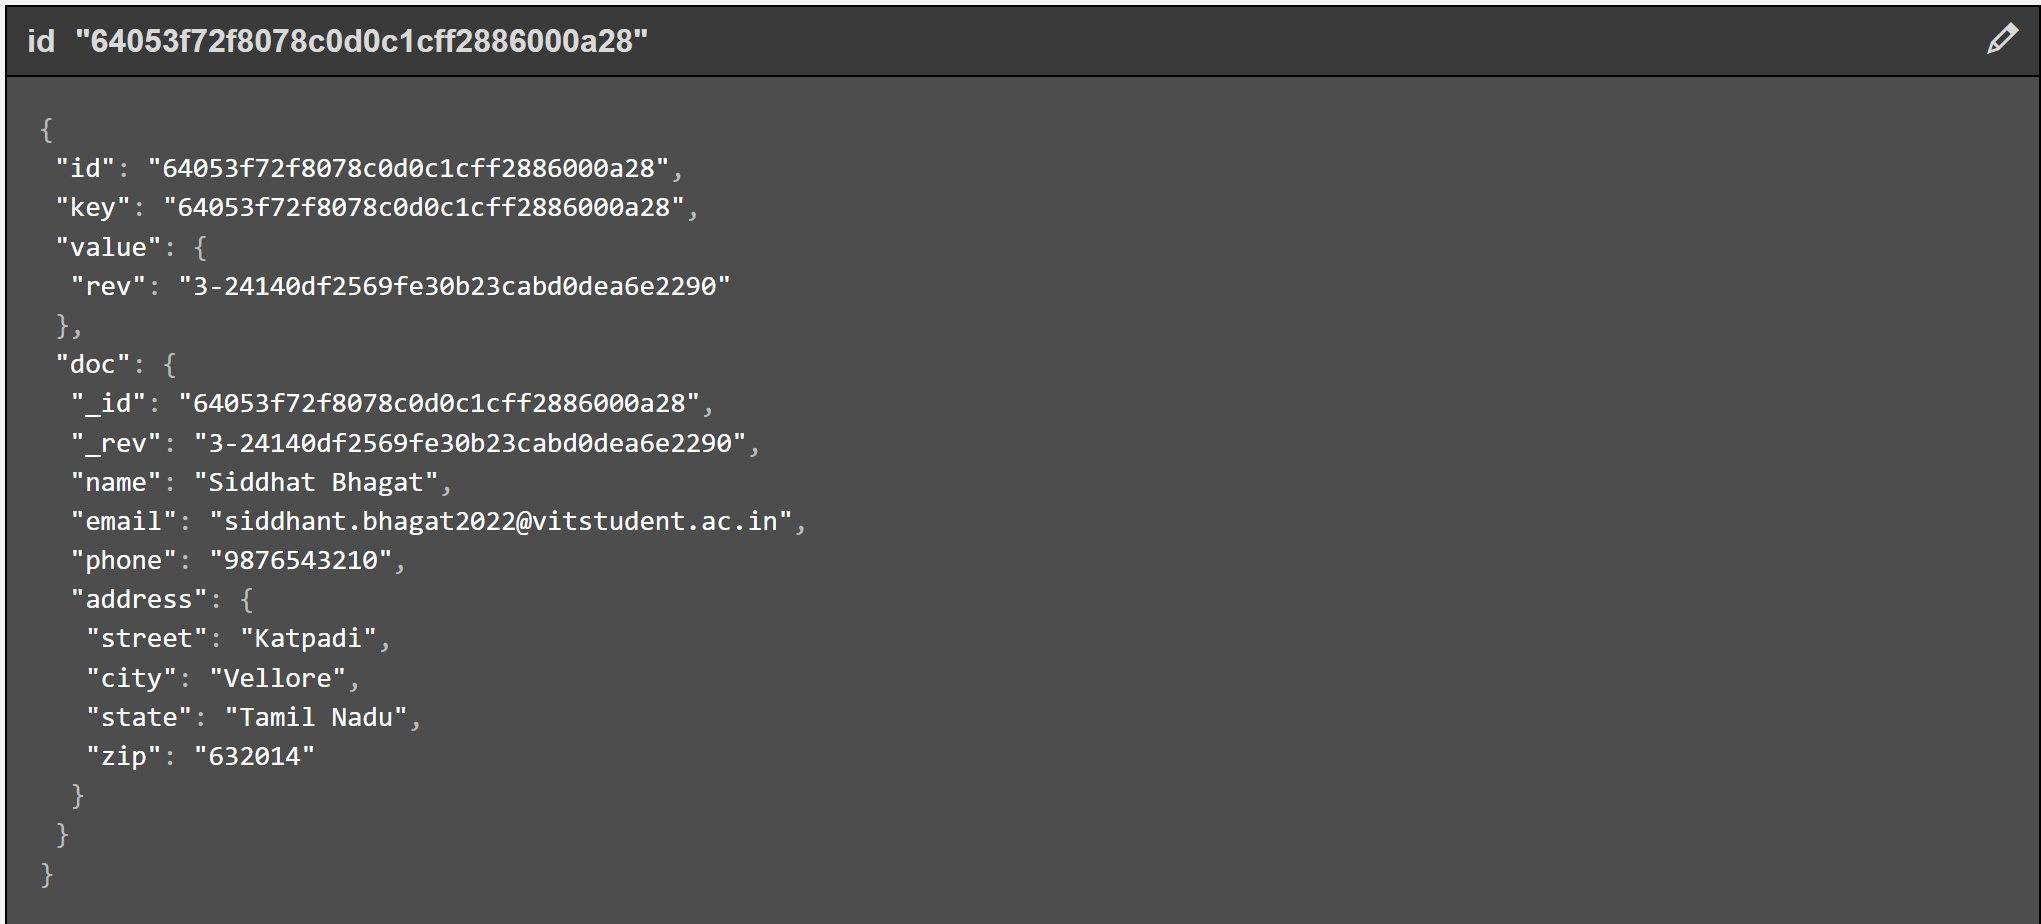 id "64053f72f8078c0d0c1cff2886000a28"
{
"id": "64053f72f8078c0d0c1cff2886000a28",
"key": "64053f72f8078c0d0c1cff2886000a28",
"value": {
"rev": "3-24140df2569fe30b23cabd0dea6e2290"
},
"doc": {
"_id": "64053f72f8078c0d0c1cff2886000a28",
"_rev": "3-24140df2569fe30b23cabd0dea6e2290",
"name": "Siddhat Bhagat",
"email": "siddhant.bhagat2022@vitstudent.ac.in",
"phone": "9876543210",
"address": {
"street": "Katpadi",
"city": "Vellore",
"state": "Tamil Nadu",
"zip": "632014"
}
}
}